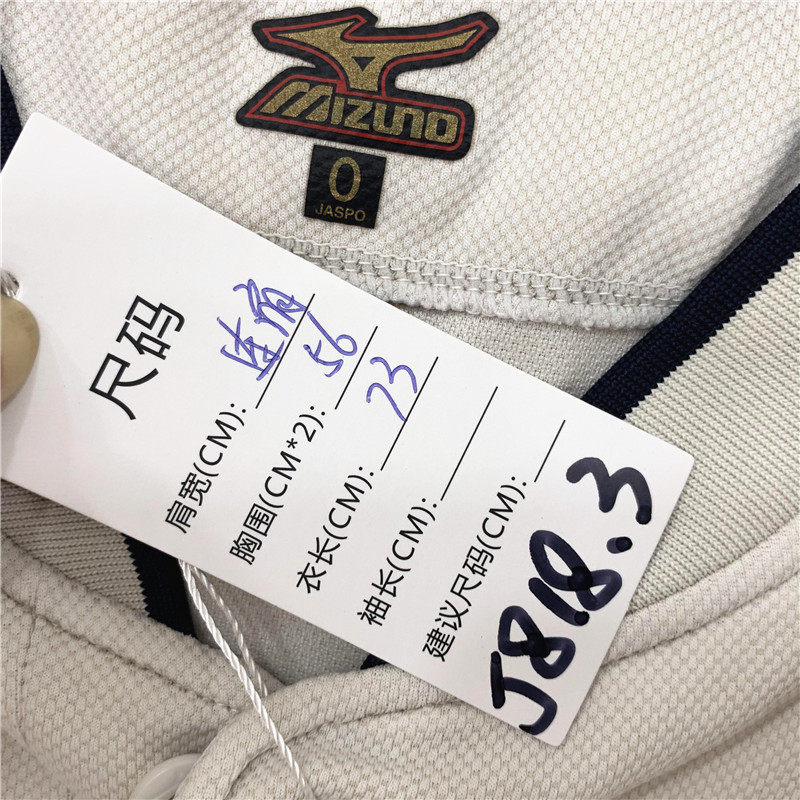 MIZUNO
0
JASPO
尺码
肩宽(CM): 连肩
胸围(CM*2): 56
衣长(CM): 73
袖长(CM):
建议尺码(CM):
J818.3